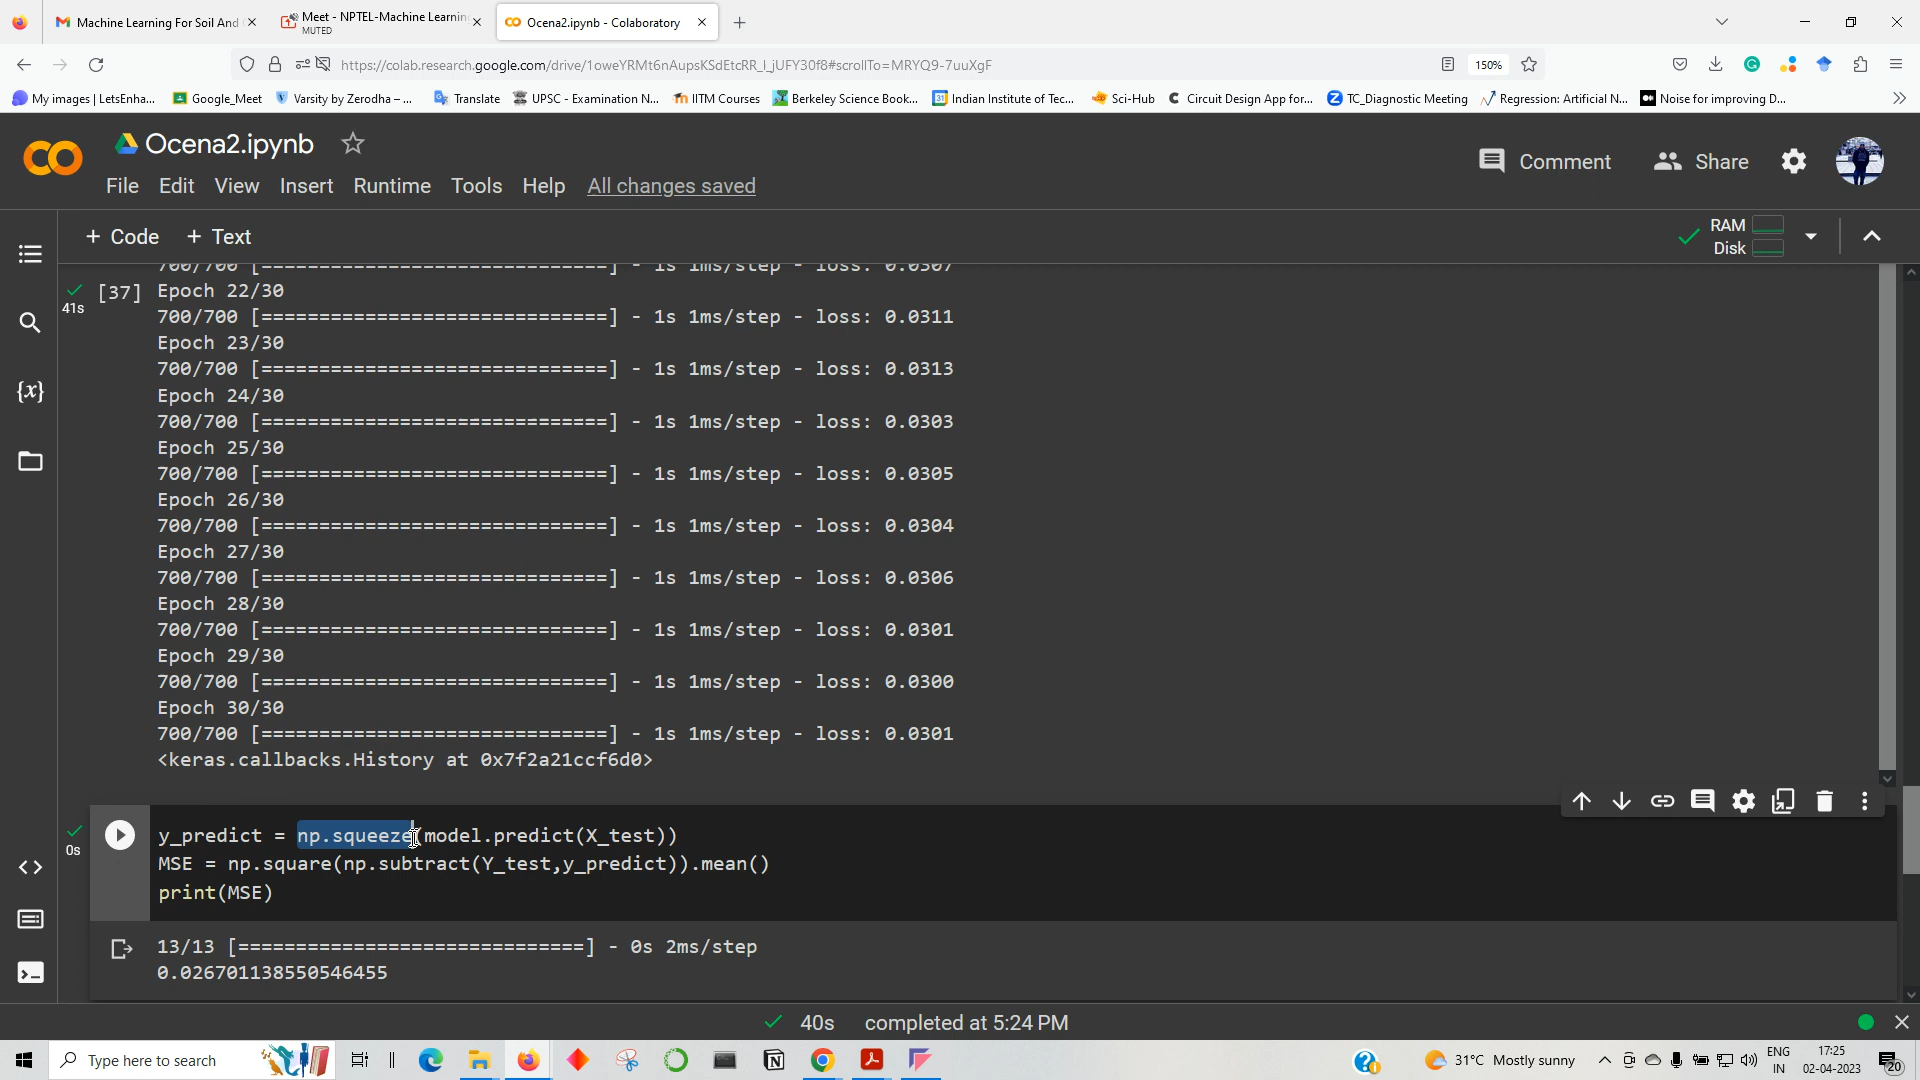 Machine Learning For Soil And
Meet - NPTEL-Machine Learnin
MUTED
Ocena2.ipynb - Colaboratory
https://colab.research.google.com/drive/1oweYRMt6nAupsKSdEtcRR_l_jUFY30f8#scrollTo=MRYQ9-7uuXgF
150%
My images | LetsEnha...
Google_Meet
Varsity by Zerodha – ...
Translate
UPSC - Examination N...
IITM Courses
Berkeley Science Book...
Indian Institute of Tec...
Sci-Hub
Circuit Design App for...
TC_Diagnostic Meeting
Regression: Artificial N...
Noise for improving D...
Ocena2.ipynb
Comment
Share
File Edit View Insert Runtime Tools Help All changes saved
+ Code + Text
RAM
Disk
700/700 [==============================] - 1s 1ms/step - loss: 0.0307
41s
[37] Epoch 22/30
700/700 [==============================] - 1s 1ms/step - loss: 0.0311
Epoch 23/30
700/700 [==============================] - 1s 1ms/step - loss: 0.0313
Epoch 24/30
700/700 [==============================] - 1s 1ms/step - loss: 0.0303
Epoch 25/30
700/700 [==============================] - 1s 1ms/step - loss: 0.0305
Epoch 26/30
700/700 [==============================] - 1s 1ms/step - loss: 0.0304
Epoch 27/30
700/700 [==============================] - 1s 1ms/step - loss: 0.0306
Epoch 28/30
700/700 [==============================] - 1s 1ms/step - loss: 0.0301
Epoch 29/30
700/700 [==============================] - 1s 1ms/step - loss: 0.0300
Epoch 30/30
700/700 [==============================] - 1s 1ms/step - loss: 0.0301
<keras.callbacks.History at 0x7f2a21ccf6d0>
0s
y_predict = np.squeeze(model.predict(X_test))
MSE = np.square(np.subtract(Y_test,y_predict)).mean()
print(MSE)
13/13 [==============================] - 0s 2ms/step
0.026701138550546455
40s completed at 5:24 PM
Type here to search
31°C Mostly sunny
ENG
IN
17:25
02-04-2023
20